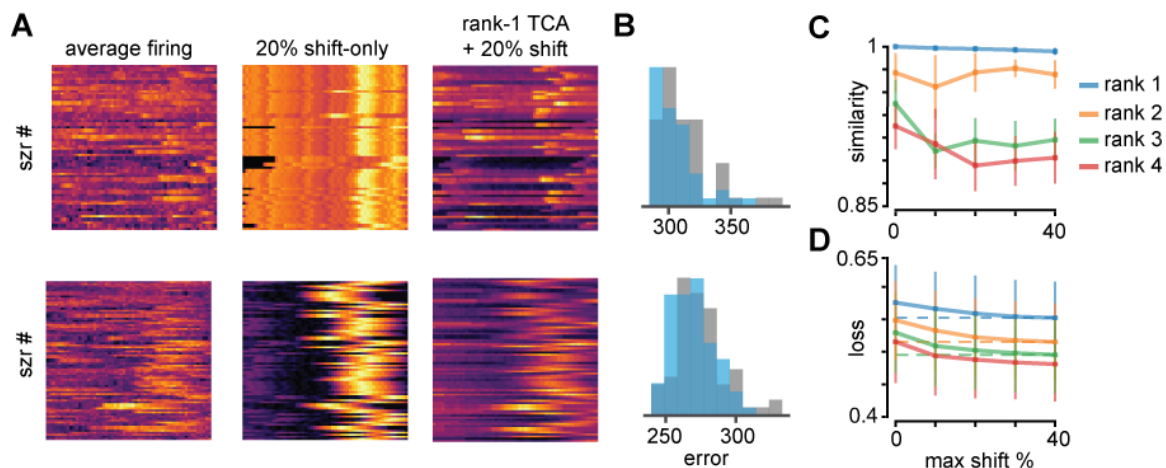 A
average firing
20% shift-only
rank-1 TCA
+ 20% shift
szr #
szr #
B
300
350
250
300
error
C
1
similarity
0.85
0
40
rank 1
rank 2
rank 3
rank 4
D
0.65
loss
0.4
0
40
max shift %